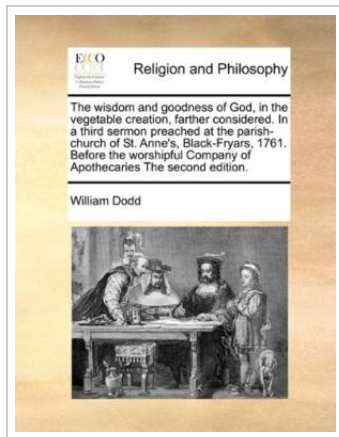 ECCO
Religion and Philosophy
The wisdom and goodness of God, in the
vegetable creation, farther considered. In
a third sermon preached at the parish-
church of St. Anne's, Black-Fryars, 1761.
Before the worshipful Company of
Apothecaries The second edition.
William Dodd